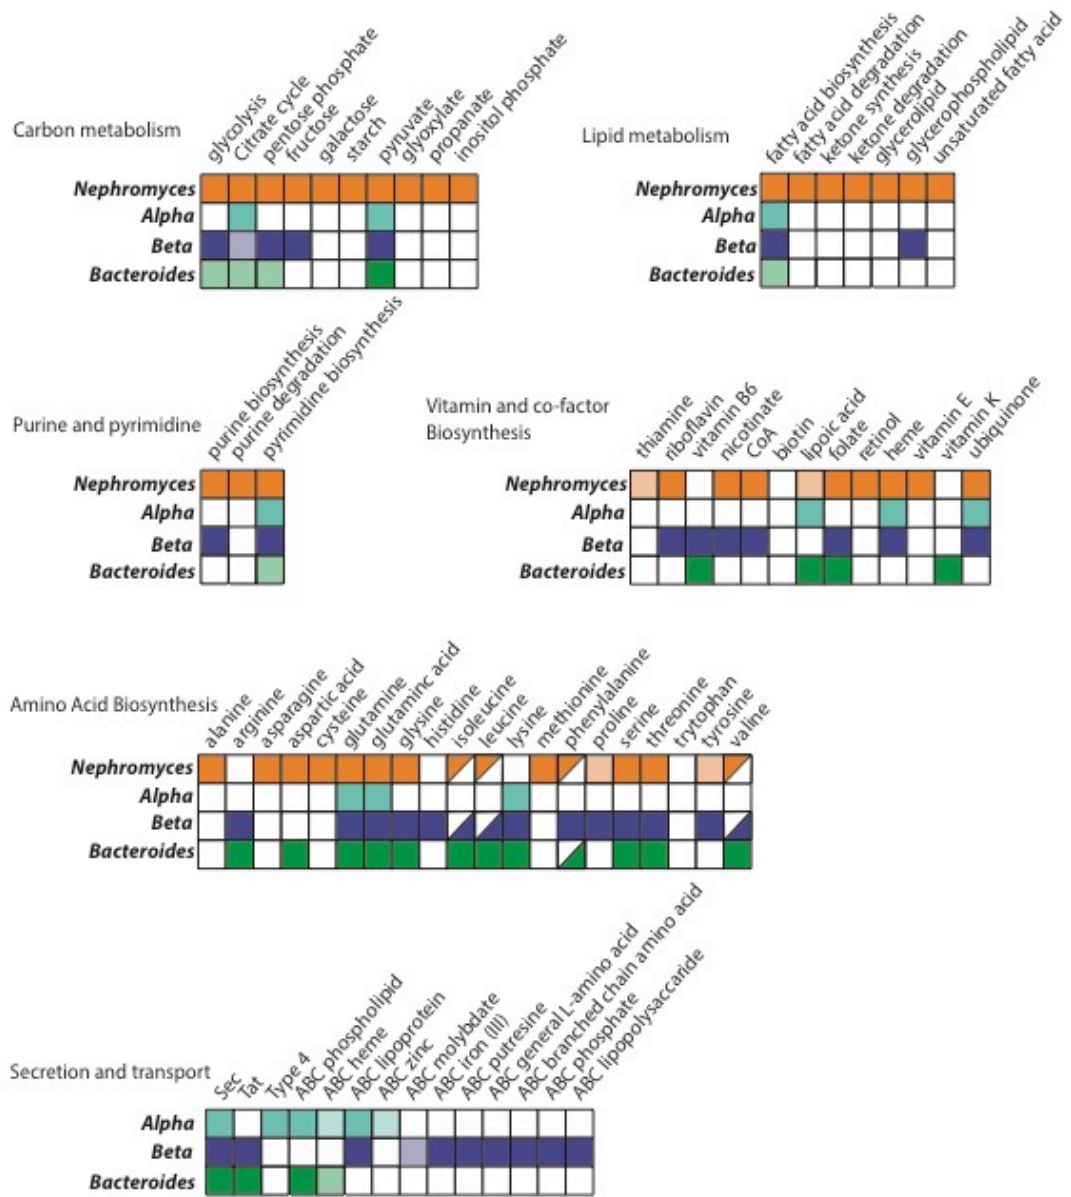 Carbon metabolism
glycolysis
Citrate cycle
pentose phosphate
fructose
galactose
starch
pyruvate
gloxylate
propanate
inositol phosphate
Nephromyces
Alpha
Beta
Bacteroides
Lipid metabolism
fatty acid biosynthesis
fatty acid degradation
ketone synthesis
ketone degradation
glycerolipid
glycerophospholipid
unsaturated fatty acid
Nephromyces
Alpha
Beta
Bacteroides
Purine and pyrimidine
purine biosynthesis
purine degradation
pyrimidine biosynthesis
Nephromyces
Alpha
Beta
Bacteroides
Vitamin and co-factor
Biosynthesis
thiamine
riboflavin
vitamin B6
nicotinate
CoA
biotin
lipoic acid
folate
retinol
heme
vitamin E
vitamin K
ubiquinone
Nephromyces
Alpha
Beta
Bacteroides
Amino Acid Biosynthesis
alanine
arginine
asparagine
aspartic acid
cysteine
glutamine
glutaminc acid
glysine
histidine
isoleucine
leucine
lysine
methionine
phenylalanine
proline
serine
threonine
trytophan
tyrosine
valine
Nephromyces
Alpha
Beta
Bacteroides
Secretion and transport
Sec
Tat
Type 4
ABC phospholipid
ABC heme
ABC lipoprotein
ABC zinc
ABC molybdate
ABC iron (III)
ABC putresine
ABC general L-amino acid
ABC branched chain amino acid
ABC phosphate
ABC lipopolysaccaride
Alpha
Beta
Bacteroides